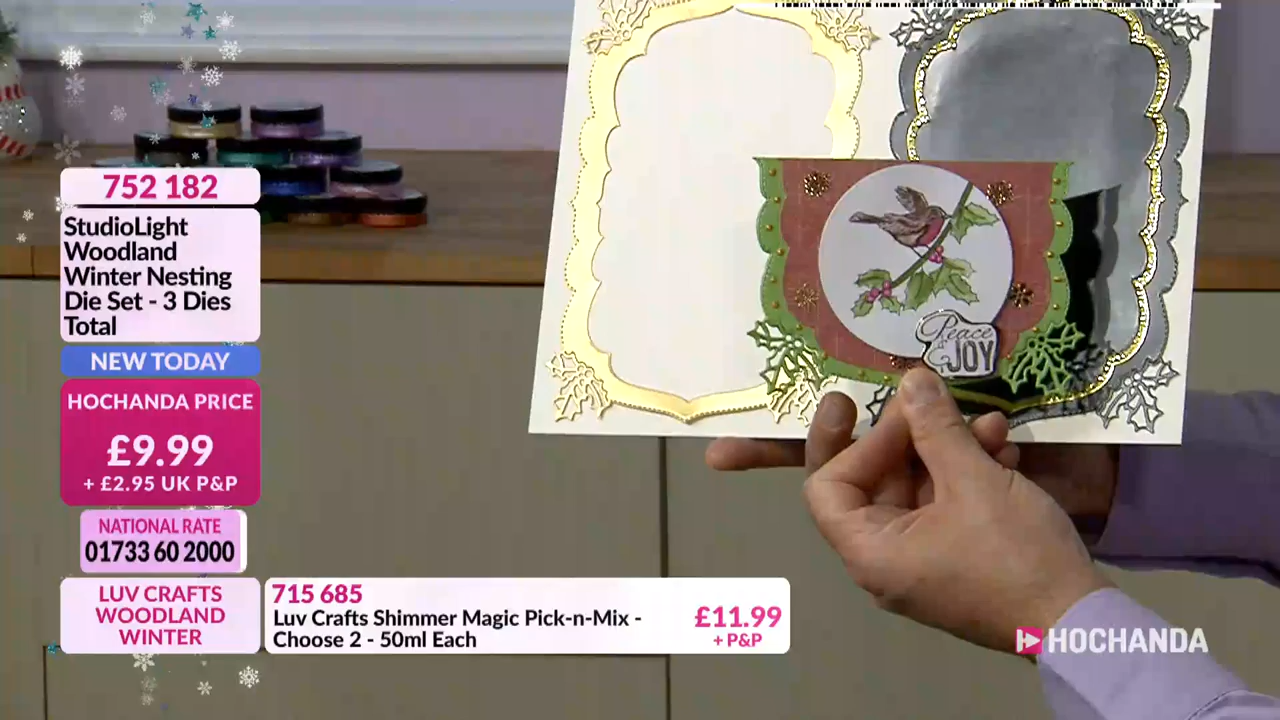 752 182
StudioLight
Woodland
Winter Nesting
Die Set - 3 Dies
Total
NEW TODAY
HOCHANDA PRICE
£9.99
+ £2.95 UK P&P
NATIONAL RATE
01733 60 2000
LUV CRAFTS
WOODLAND
WINTER
715 685
Luv Crafts Shimmer Magic Pick-n-Mix -
Choose 2 - 50ml Each
£11.99
+ P&P
Peace
& JOY
HOCHANDA